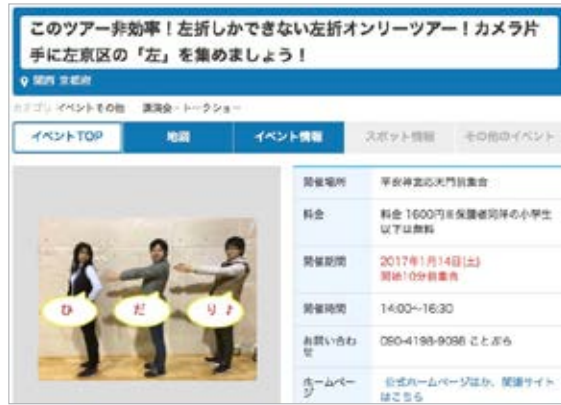 このツアー非効率！左折しかできない左折オンリーツアー！カメラ片
手に左京区の「左」を集めましょう！
関西 京都府
カテゴリ イベントその他 講演会・トークショー
イベントTOP 地図 イベント情報 スポット情報 その他のイベント
開催場所 平安神宮応天門前集合
料金 料金 1600円※保護者同伴の小学生
以下は無料
開催期間 2017年1月14日(土)
開始10分前集合
開催時間 14:00〜16:30
お問い合わ
せ
090-4198-9098 ことぶら
ホームペー
ジ
公式ホームページほか、関連サイト
はこちら
ひ だ り♪